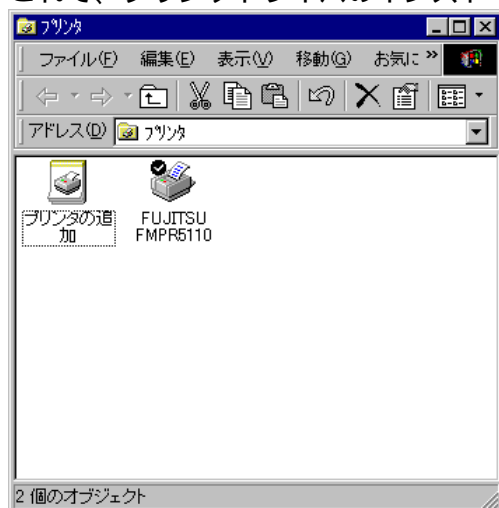 プリンタ
ファイル(F) 編集(E) 表示(V) 移動(G) お気に »
アドレス(D) プリンタ
プリンタの追
加
FUJITSU
FMPR5110
2 個のオブジェクト